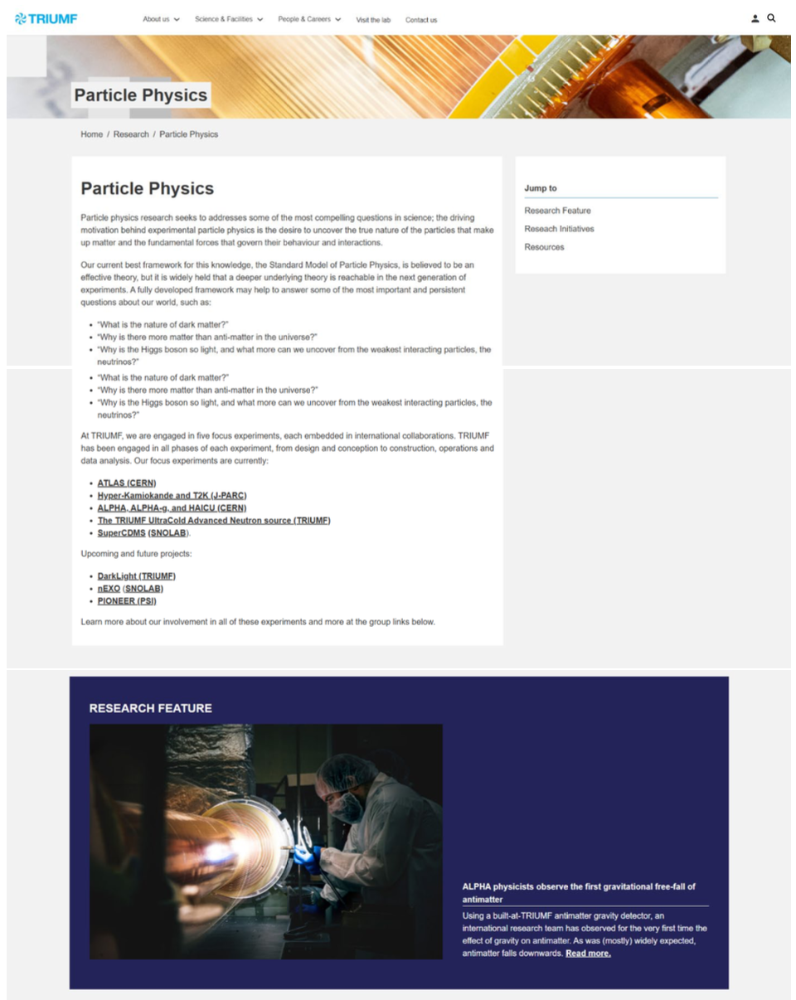 TRIUMF
About us
Science & Facilities
People & Careers
Visit the lab
Contact us
Particle Physics
Home / Research / Particle Physics
Particle Physics
Particle physics research seeks to addresses some of the most compelling questions in science; the driving
motivation behind experimental particle physics is the desire to uncover the true nature of the particles that make
up matter and the fundamental forces that govern their behaviour and interactions.
Our current best framework for this knowledge, the Standard Model of Particle Physics, is believed to be an
effective theory, but it is widely held that a deeper underlying theory is reachable in the next generation of
experiments. A fully developed framework may help to answer some of the most important and persistent
questions about our world, such as:
• “What is the nature of dark matter?”
• “Why is there more matter than anti-matter in the universe?”
• “Why is the Higgs boson so light, and what more can we uncover from the weakest interacting particles, the
neutrinos?”
• “What is the nature of dark matter?”
• “Why is there more matter than anti-matter in the universe?”
• “Why is the Higgs boson so light, and what more can we uncover from the weakest interacting particles, the
neutrinos?”
At TRIUMF, we are engaged in five focus experiments, each embedded in international collaborations. TRIUMF
has been engaged in all phases of each experiment, from design and conception to construction, operations and
data analysis. Our focus experiments are currently:
• ATLAS (CERN)
• Hyper-Kamiokande and T2K (J-PARC)
• ALPHA, ALPHA-g, and HAICU (CERN)
• The TRIUMF UltraCold Advanced Neutron source (TRIUMF)
• SuperCDMS (SNOLAB).
Upcoming and future projects:
• DarkLight (TRIUMF)
• nEXO (SNOLAB)
• PIONEER (PSI)
Learn more about our involvement in all of these experiments and more at the group links below.
Jump to
Research Feature
Reseach Initiatives
Resources
RESEARCH FEATURE
ALPHA physicists observe the first gravitational free-fall of
antimatter
Using a built-at-TRIUMF antimatter gravity detector, an
international research team has observed for the very first time the
effect of gravity on antimatter. As was (mostly) widely expected,
antimatter falls downwards. Read more.